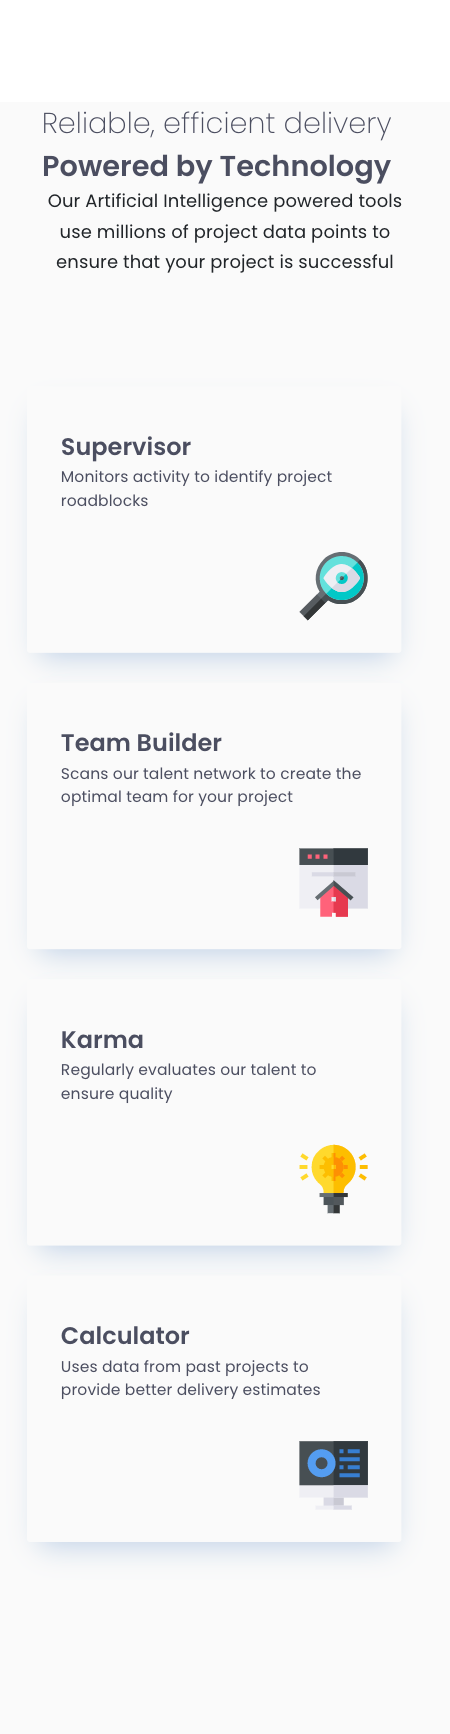 Reliable, efficient delivery
Powered by Technology
Our Artificial Intelligence powered tools
use millions of project data points to
ensure that your project is successful
Supervisor
Monitors activity to identify project
roadblocks
Team Builder
Scans our talent network to create the
optimal team for your project
Karma
Regularly evaluates our talent to
ensure quality
Calculator
Uses data from past projects to
provide better delivery estimates